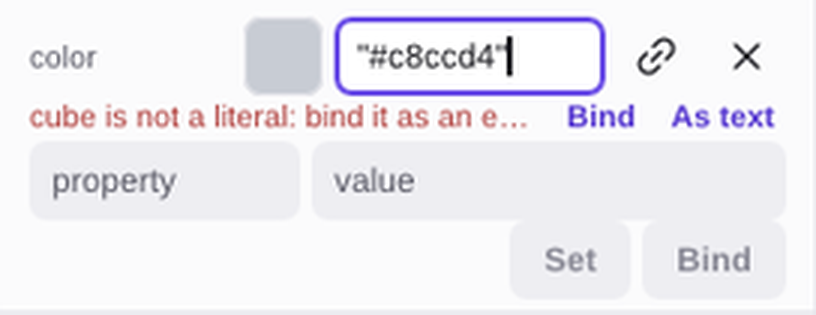 color "#c8ccd4"
cube is not a literal: bind it as an e... Bind As text
property value
Set Bind